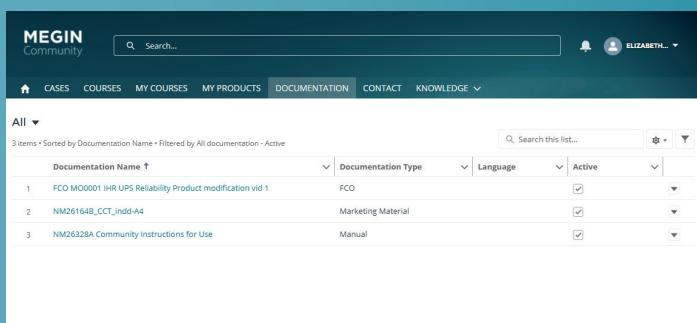 MEGIN
Community
Search...
ELIZABETH...
CASES COURSES MY COURSES MY PRODUCTS DOCUMENTATION CONTACT KNOWLEDGE
All
3 items • Sorted by Documentation Name • Filtered by All documentation - Active
Search this list...
Documentation Name ↑ Documentation Type Language Active
1 FCO MO0001 IHR UPS Reliability Product modification vid 1 FCO
2 NM26164B_CCT_indd-A4 Marketing Material
3 NM26328A Community Instructions for Use Manual